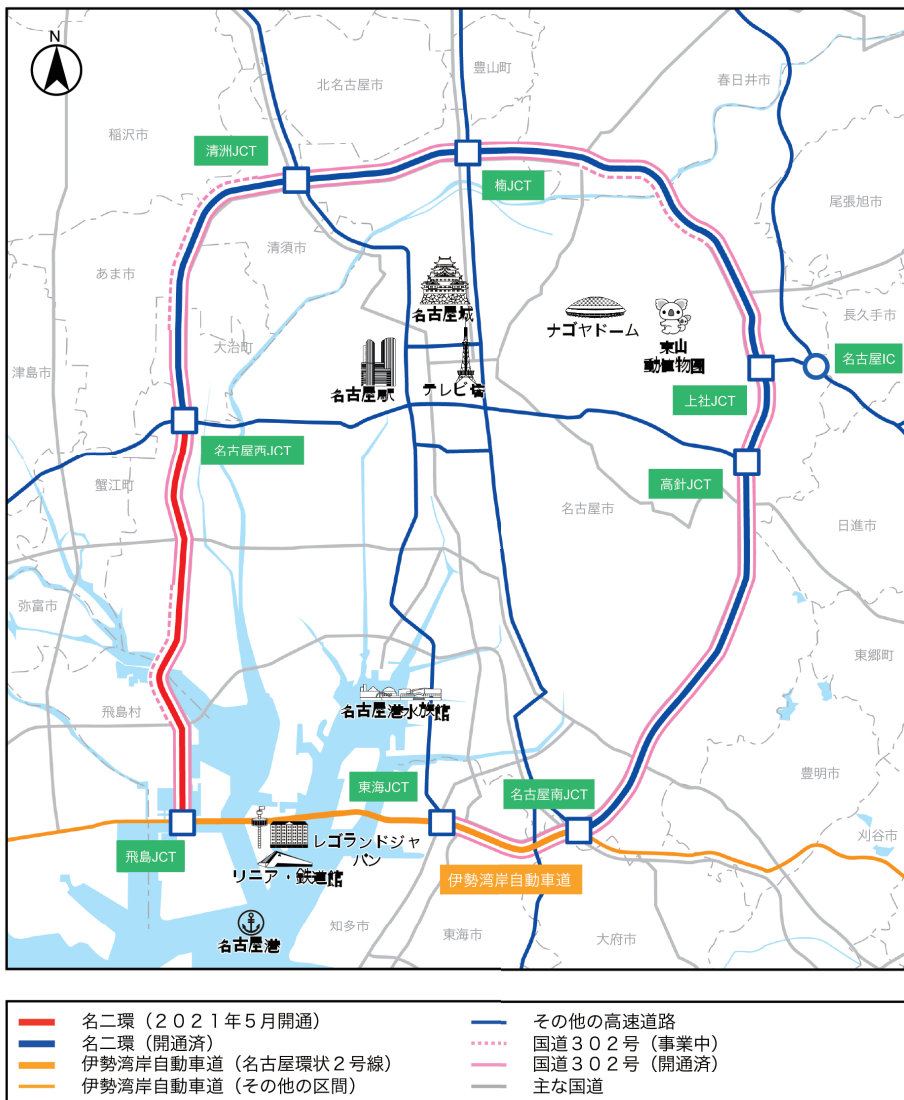 N
豊山町
北名古屋市
春日井市
稲沢市
清洲JCT
楠JCT
尾張旭市
清須市
あま市
名古屋城
長久手市
ナゴヤドーム
東山
動植物園
大治町
名古屋IC
津島市
名古屋駅
テレビ塔
上社JCT
名古屋西JCT
蟹江町
高針JCT
名古屋市
日進市
弥富市
東郷町
飛島村
名古屋港水族館
豊明市
東海JCT
名古屋南JCT
刈谷市
飛島JCT
レゴランドジャ
パン
リニア・鉄道館
伊勢湾岸自動車道
知多市
東海市
大府市
名古屋港
名二環（２０２１年５月開通）
名二環（開通済）
伊勢湾岸自動車道（名古屋環状２号線）
伊勢湾岸自動車道（その他の区間）
その他の高速道路
国道３０２号（事業中）
国道３０２号（開通済）
主な国道